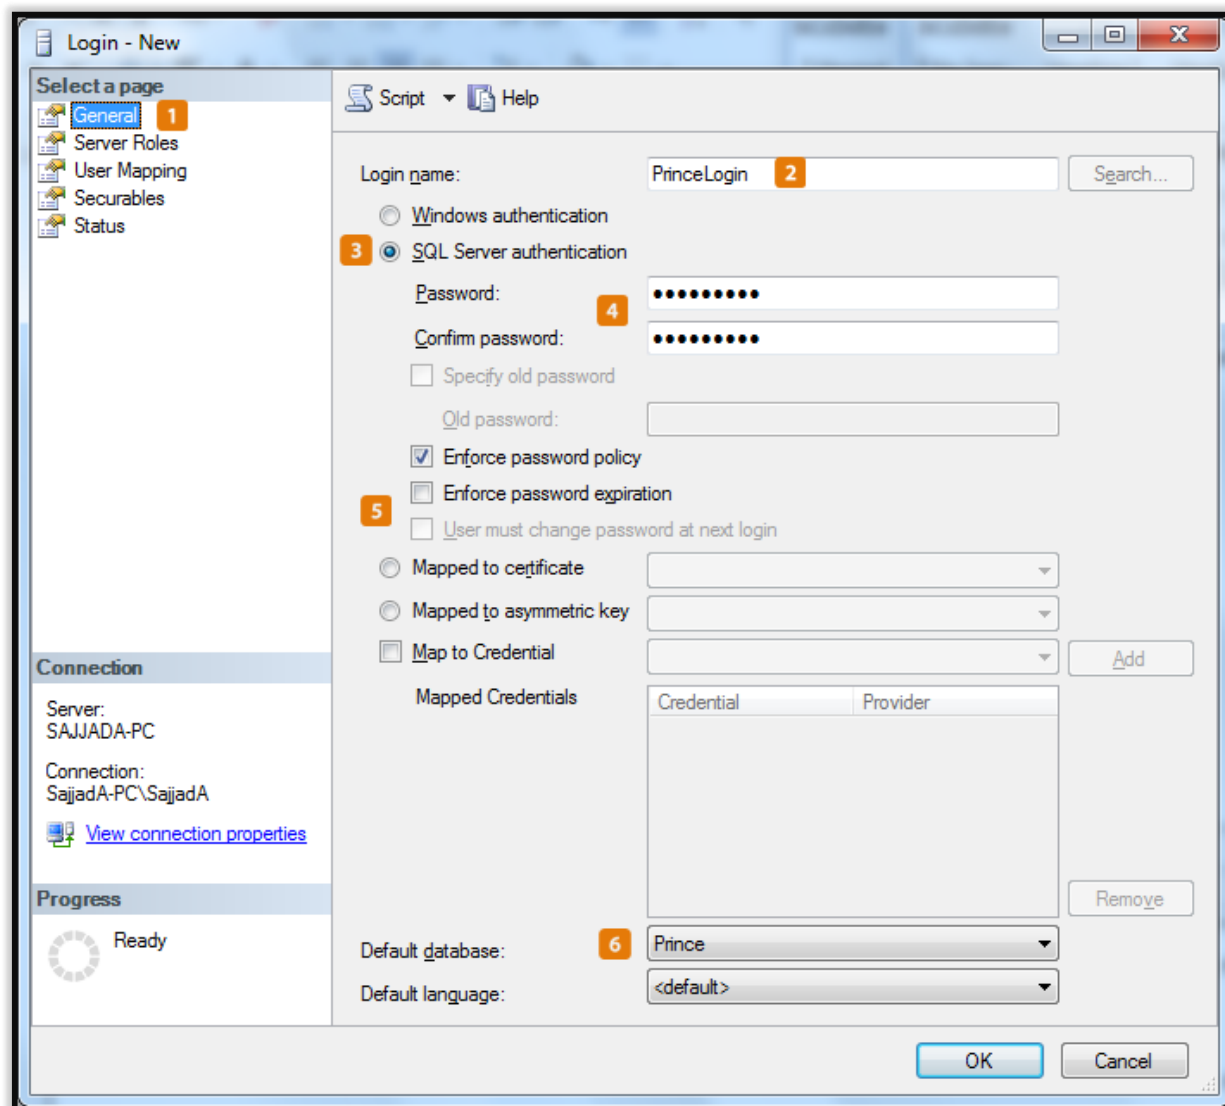 Login - New
Select a page
General 1
Server Roles
User Mapping
Securables
Status
Connection
Server:
SAJJADA-PC
Connection:
SajjadA-PC\SajjadA
View connection properties
Progress
Ready
Script Help
Login name: PrinceLogin 2 Search...
Windows authentication
3 SQL Server authentication
Password: ●●●●●●●●●
4
Confirm password: ●●●●●●●●●
Specify old password
Old password:
Enforce password policy
Enforce password expiration
5
User must change password at next login
Mapped to certificate
Mapped to asymmetric key
Map to Credential Add
Mapped Credentials Credential Provider
Remove
Default database: 6 Prince
Default language: <default>
OK Cancel